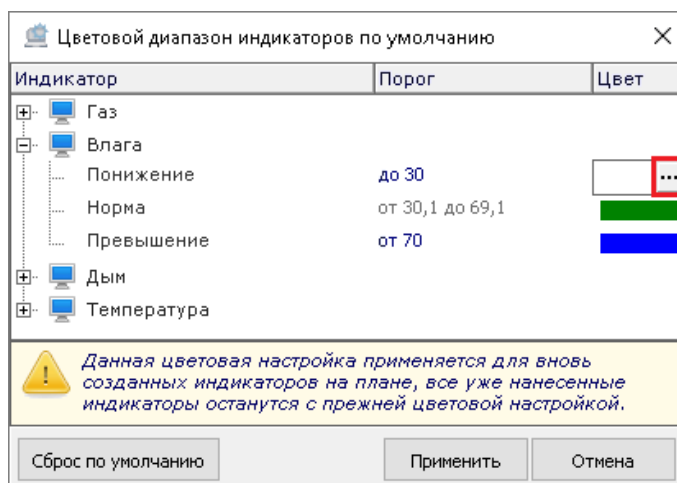 Цветовой диапазон индикаторов по умолчанию
Индикатор Порог Цвет
Газ
Влага
Понижение до 30 ...
Норма от 30,1 до 69,1
Превышение от 70
Дым
Температура
Данная цветовая настройка применяется для вновь
созданных индикаторов на плане, все уже нанесенные
индикаторы останутся с прежней цветовой настройкой.
Сброс по умолчанию Применить Отмена